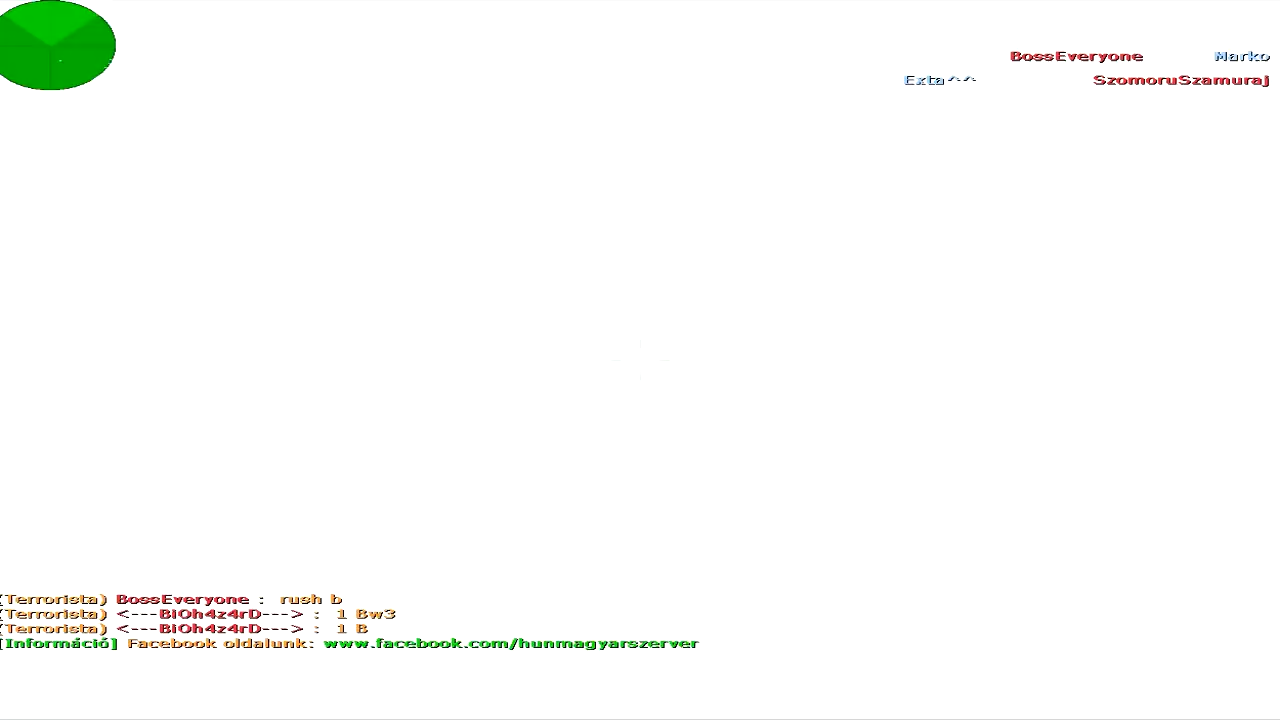 BossEveryone Marko
Exta^^ SzomoruSzamuraj
(Terrorista) BossEveryone : rush b
(Terrorista) <---BiOh4z4rD---> : 1 Bw3
(Terrorista) <---BiOh4z4rD---> : 1 B
[Információ] Facebook oldalunk: www.facebook.com/hunmagyarszerver